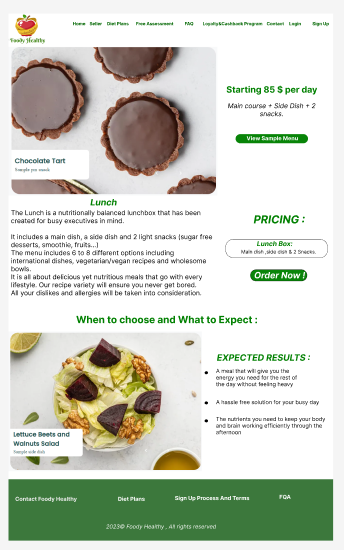 Home Seller Diet Plans Free Assessment FAQ Loyalty&Cashback Program Contact Login Sign Up
Foody Healthy
Starting 85 $ per day
Main course + Side Dish + 2
snacks.
View Sample Menu
Chocolate Tart
Sample pm snack
Lunch
The Lunch is a nutritionally balanced lunchbox that has been
created for busy executives in mind.
It includes a main dish, a side dish and 2 light snacks (sugar free
desserts, smoothie, fruits...)
The menu includes 6 to 8 different options including
international dishes, vegetarian/vegan recipes and wholesome
bowls.
It is all about delicious yet nutritious meals that go with every
lifestyle. Our recipe variety will ensure you never get bored.
All your dislikes and allergies will be taken into consideration.
PRICING :
Lunch Box:
Main dish ,side dish & 2 Snacks.
Order Now !
When to choose and What to Expect :
Lettuce Beets and
Walnuts Salad
Sample side dish
EXPECTED RESULTS :
A meal that will give you the
energy you need for the rest of
the day without feeling heavy
A hassle free solution for your busy day
The nutrients you need to keep your body
and brain working efficiently through the
afternoon
Contact Foody Healthy Diet Plans Sign Up Process And Terms FQA
2023© Foody Healthy , All rights reserved